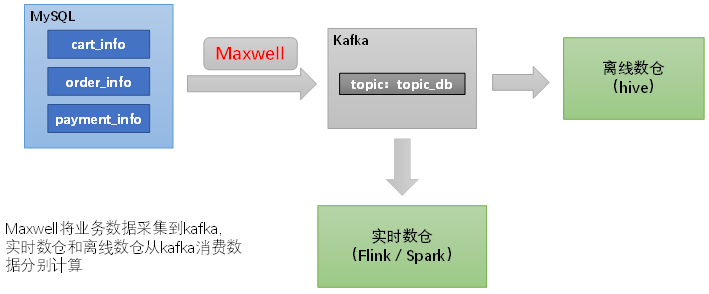 MySQL
cart_info
order_info
payment_info
Maxwell
Kafka
topic：topic_db
离线数仓
（hive）
实时数仓
（Flink / Spark）
Maxwell将业务数据采集到kafka,
实时数仓和离线数仓从kafka消费数
据分别计算